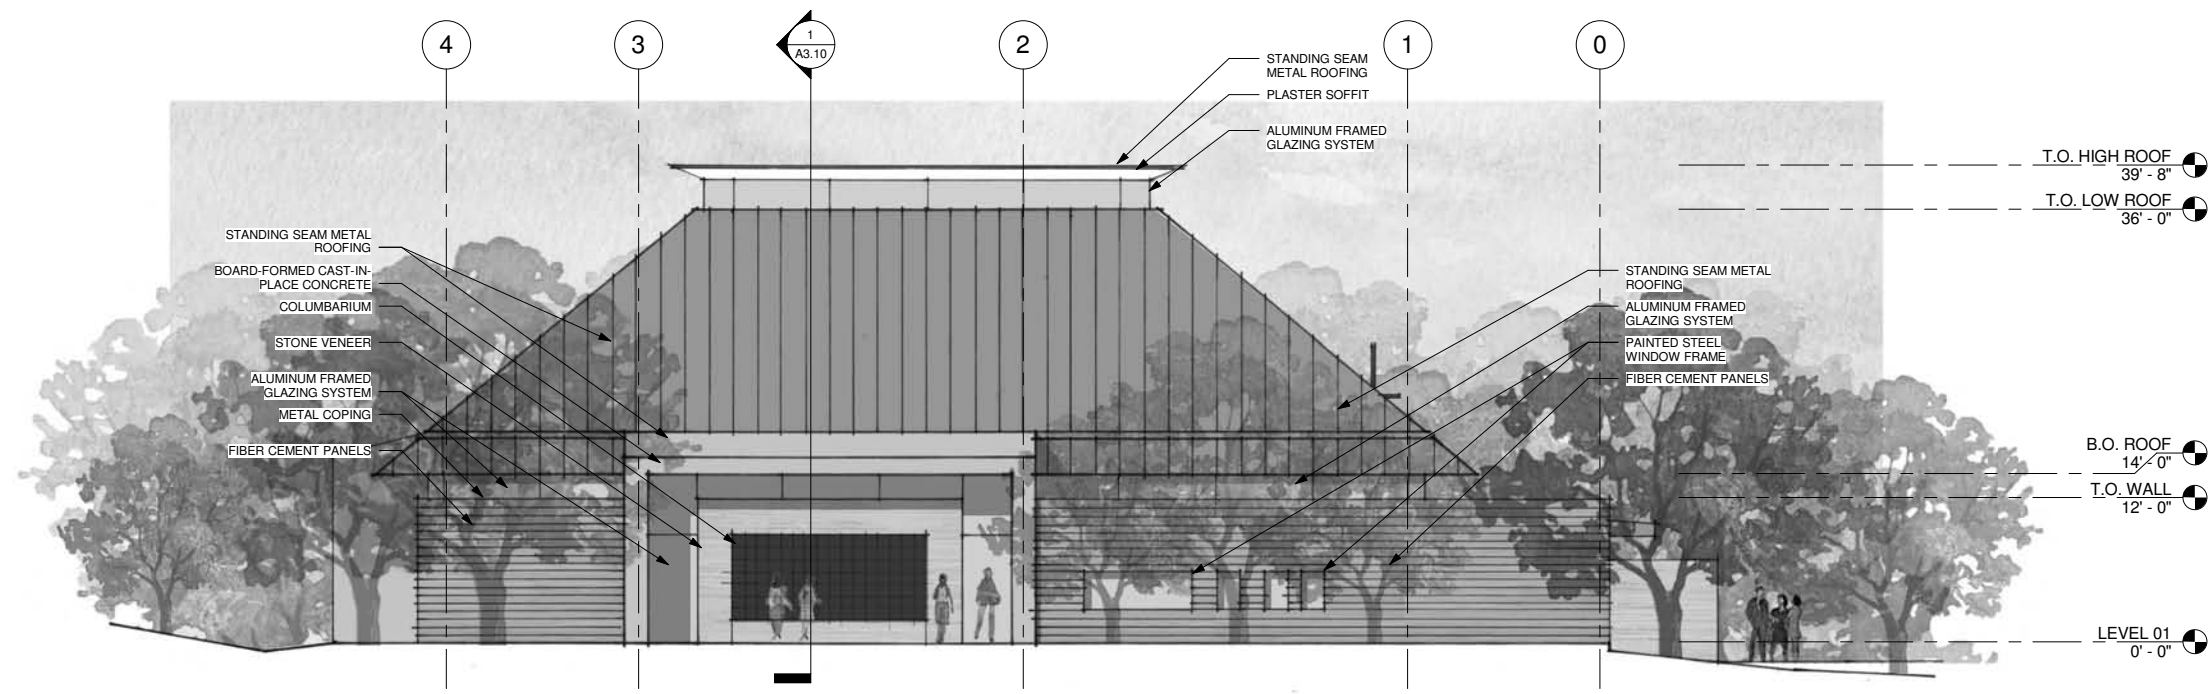 4
3
1
A3.10
2
1
0
STANDING SEAM
METAL ROOFING
PLASTER SOFFIT
ALUMINUM FRAMED
GLAZING SYSTEM
T.O. HIGH ROOF
39' - 8"
T.O. LOW ROOF
36' - 0"
STANDING SEAM METAL
ROOFING
BOARD-FORMED CAST-IN-
PLACE CONCRETE
COLUMBARIUM
STONE VENEER
ALUMINUM FRAMED
GLAZING SYSTEM
METAL COPING
FIBER CEMENT PANELS
STANDING SEAM METAL
ROOFING
ALUMINUM FRAMED
GLAZING SYSTEM
PAINTED STEEL
WINDOW FRAME
FIBER CEMENT PANELS
B.O. ROOF
14' - 0"
T.O. WALL
12' - 0"
LEVEL 01
0' - 0"